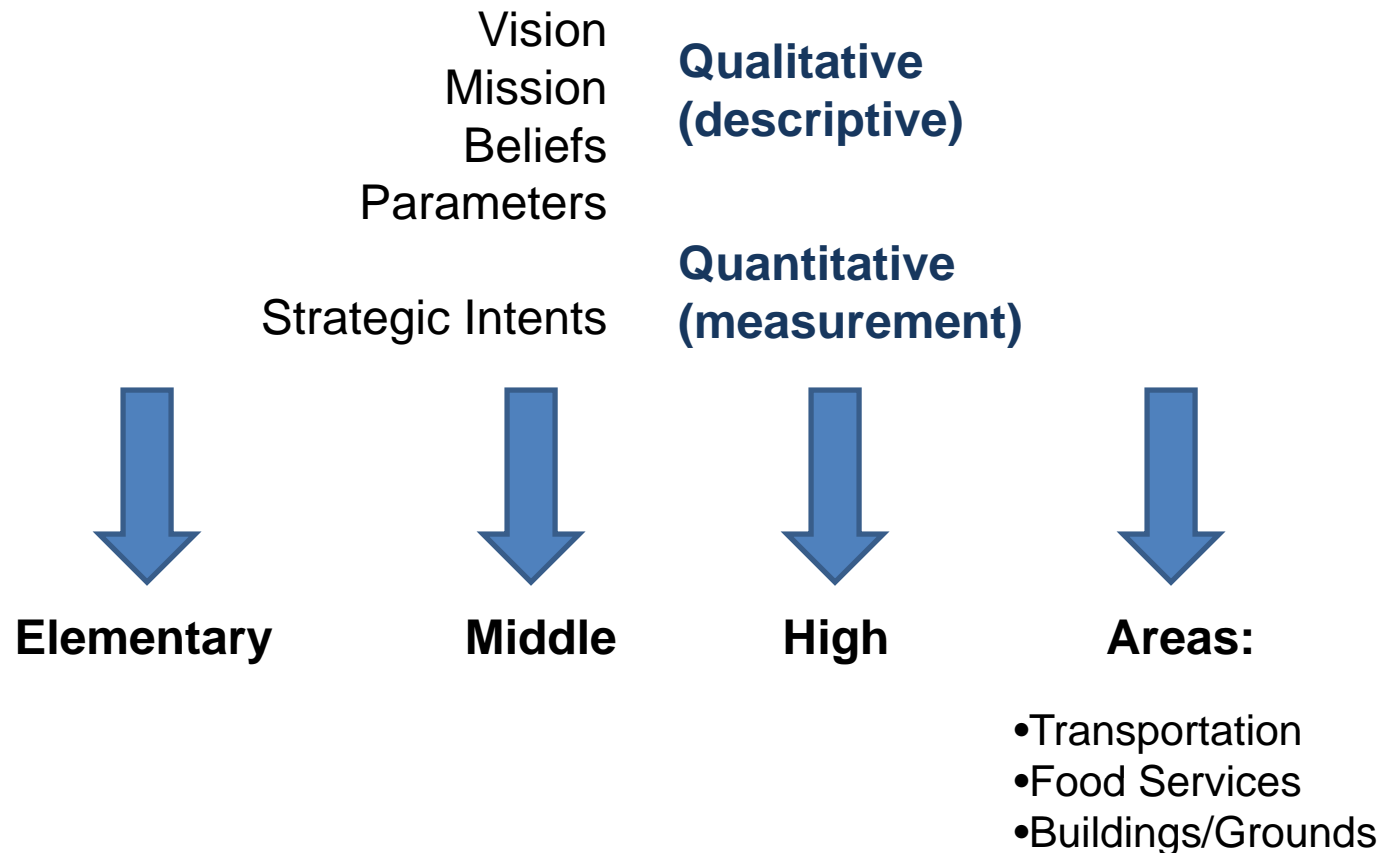 Vision
Mission
Beliefs
Parameters
Qualitative
(descriptive)
Strategic Intents
Quantitative
(measurement)
Elementary
Middle
High
Areas:
•Transportation
•Food Services
•Buildings/Grounds